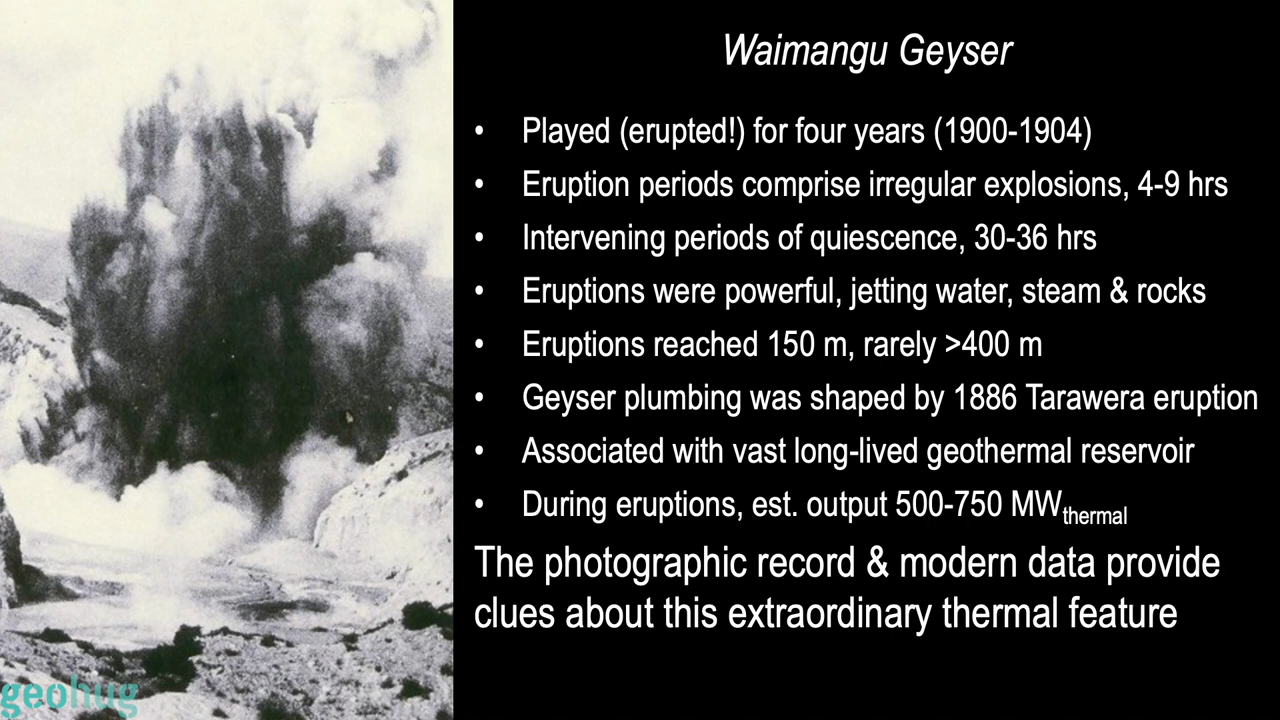 Waimangu Geyser
• Played (erupted!) for four years (1900-1904)
• Eruption periods comprise irregular explosions, 4-9 hrs
• Intervening periods of quiescence, 30-36 hrs
• Eruptions were powerful, jetting water, steam & rocks
• Eruptions reached 150 m, rarely >400 m
• Geyser plumbing was shaped by 1886 Tarawera eruption
• Associated with vast long-lived geothermal reservoir
• During eruptions, est. output 500-750 MWthermal
The photographic record & modern data provide
clues about this extraordinary thermal feature
geohug